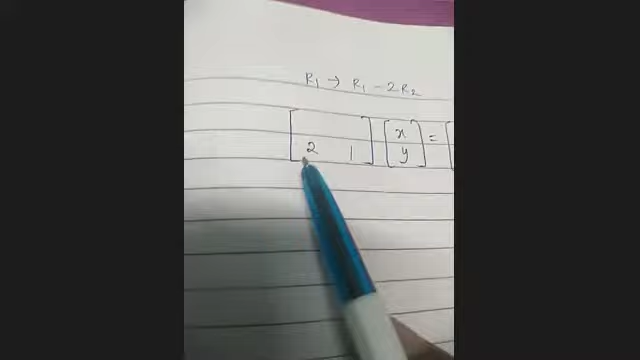 R₁ → R₁ - 2R₂
[ 2 1 ] [ x y ] = [